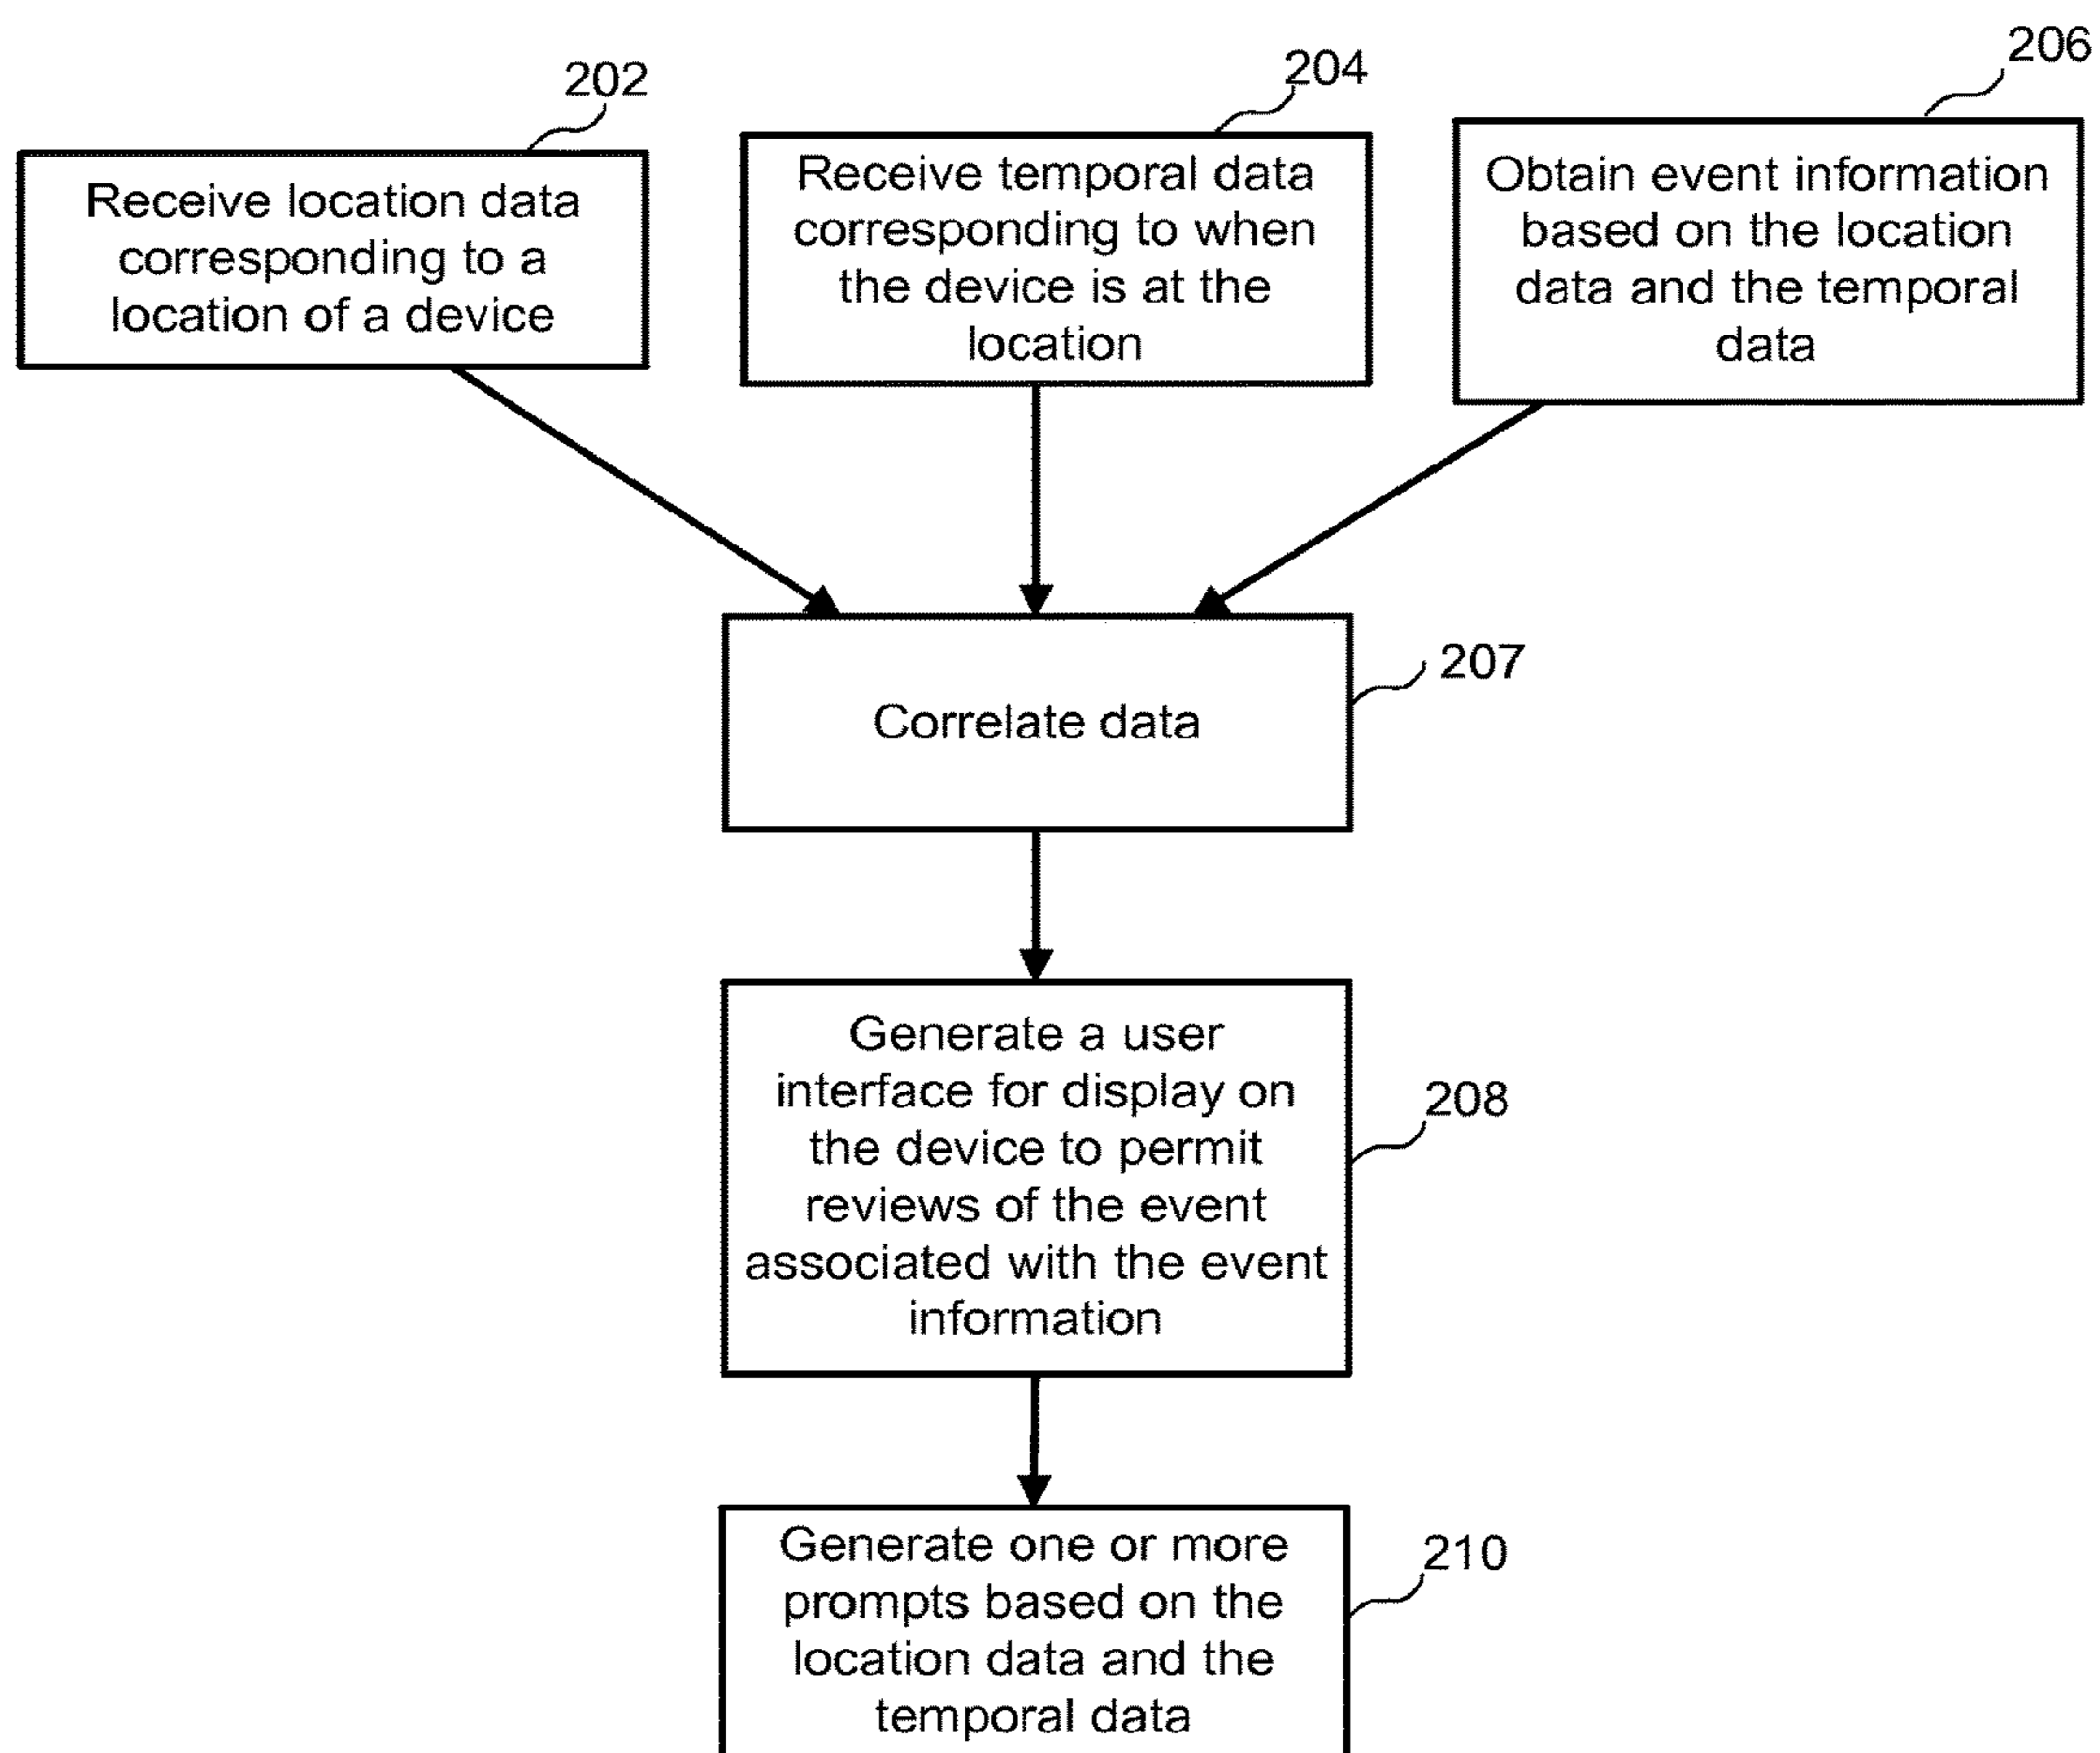 202
Receive location data
corresponding to a
location of a device
204
Receive temporal data
corresponding to when
the device is at the
location
206
Obtain event information
based on the location
data and the temporal
data
207
Correlate data
208
Generate a user
interface for display on
the device to permit
reviews of the event
associated with the event
information
210
Generate one or more
prompts based on the
location data and the
temporal data